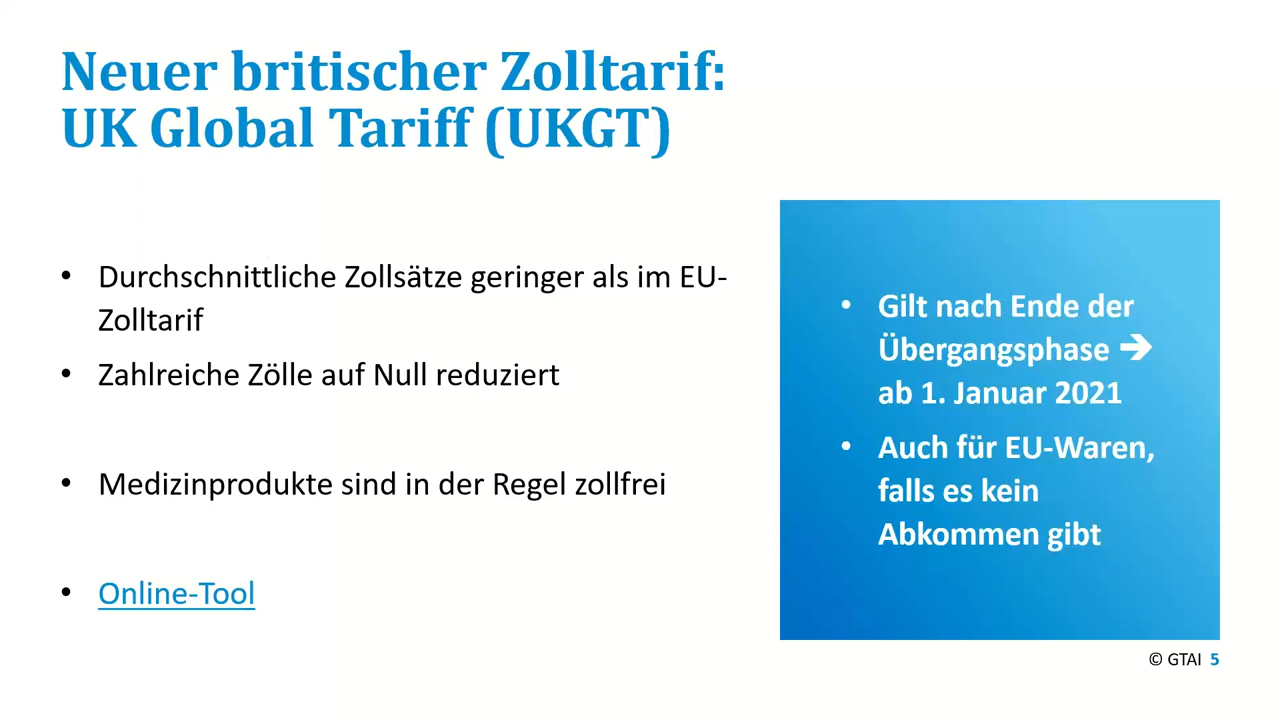 Neuer britischer Zolltarif:
UK Global Tariff (UKGT)
• Durchschnittliche Zollsätze geringer als im EU-
Zolltarif
• Zahlreiche Zölle auf Null reduziert
• Medizinprodukte sind in der Regel zollfrei
• Online-Tool
• Gilt nach Ende der
Übergangsphase ➔
ab 1. Januar 2021
• Auch für EU-Waren,
falls es kein
Abkommen gibt
© GTAI 5